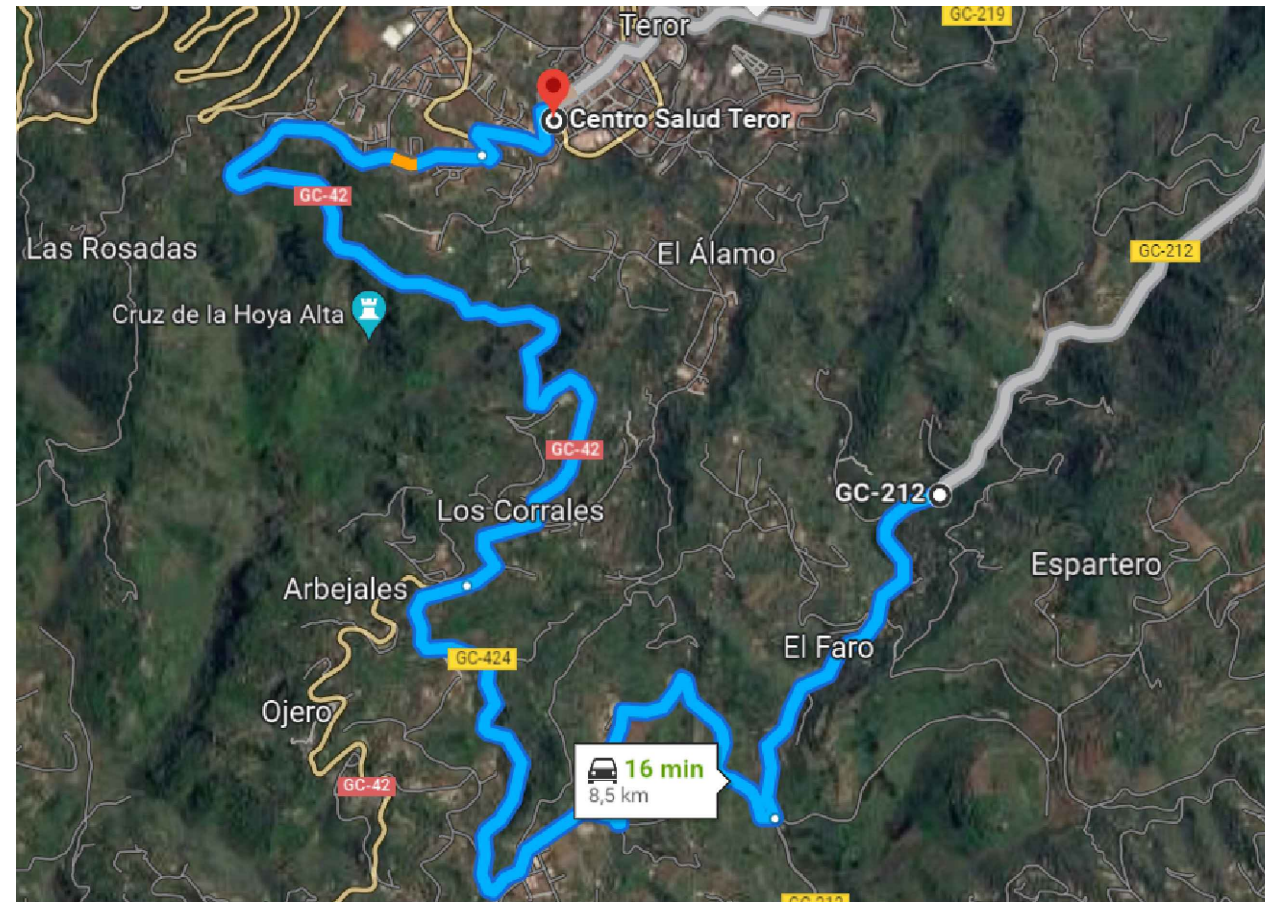 Teror
GC-219
Centro Salud Teror
GC-42
Las Rosadas
El Álamo
GC-212
Cruz de la Hoya Alta
GC-42
GC-212
Los Corrales
Espartero
Arbejales
El Faro
GC-424
Ojero
16 min
8,5 km
GC-42